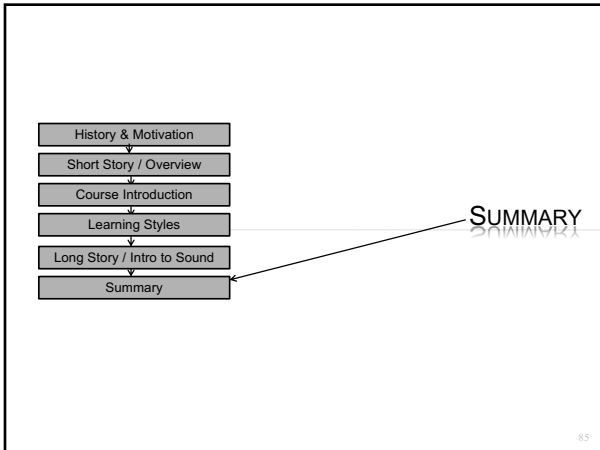 History & Motivation
Short Story / Overview
Course Introduction
Learning Styles
Long Story / Intro to Sound
Summary
SUMMARY
85